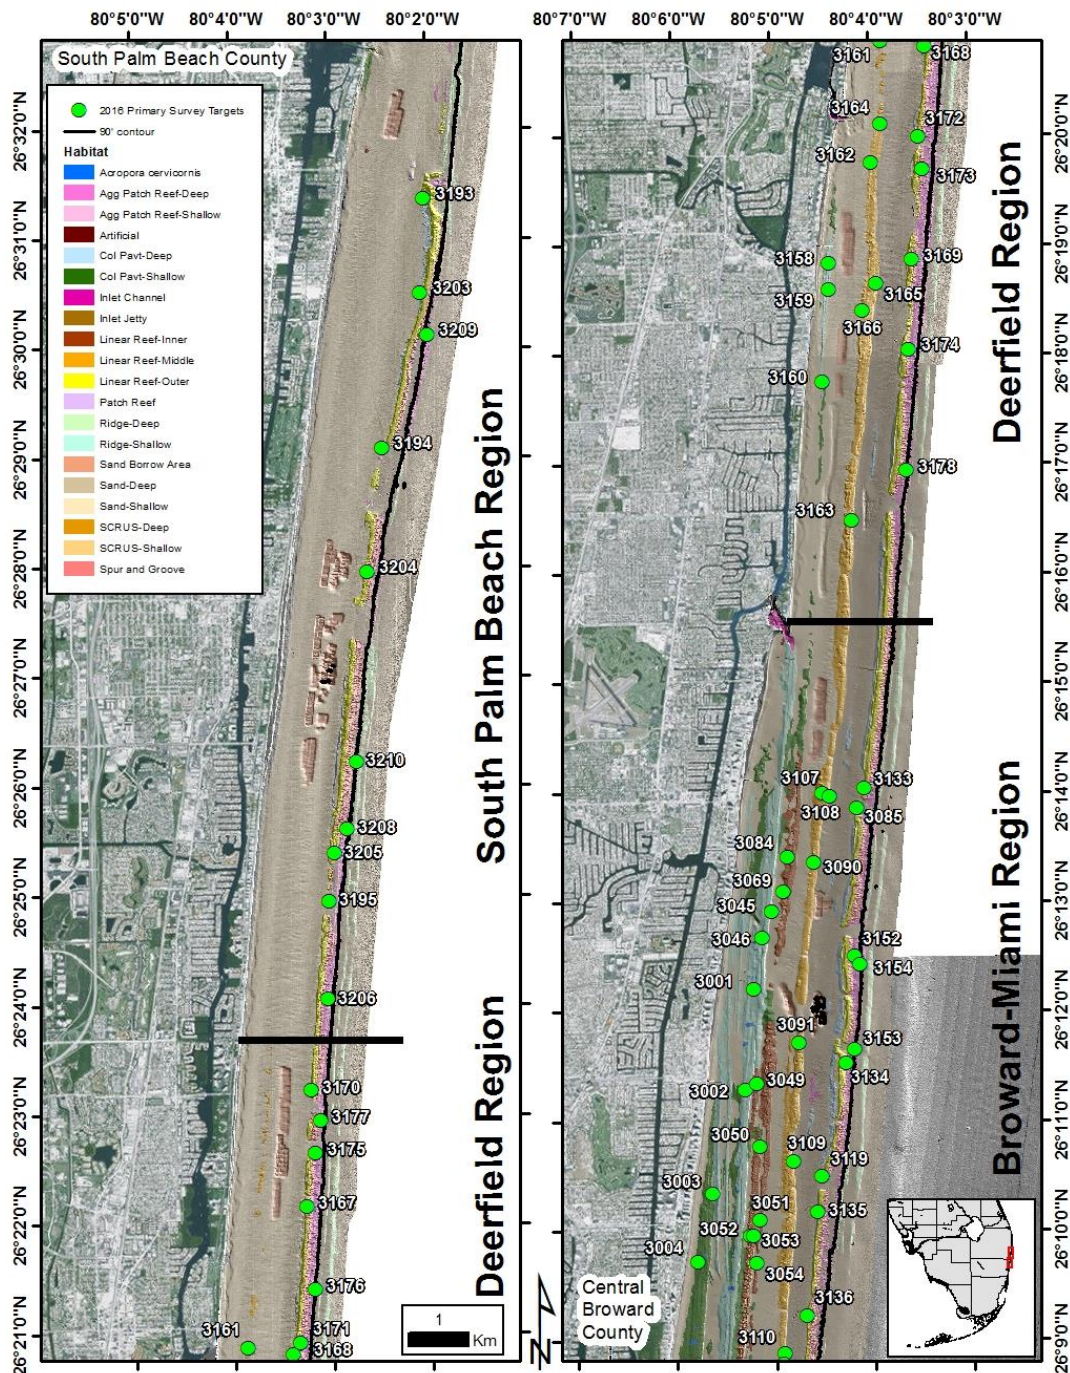 80°5'0"W 80°4'0"W 80°3'0"W 80°2'0"W
80°7'0"W 80°6'0"W 80°5'0"W 80°4'0"W 80°3'0"W
South Palm Beach County
2016 Primary Survey Targets
90' contour
Habitat
Acropora cervicornis
Agg Patch Reef-Deep
Agg Patch Reef-Shallow
Artificial
Col Pavt-Deep
Col Pavt-Shallow
Inlet Channel
Inlet Jetty
Linear Reef-Inner
Linear Reef-Middle
Linear Reef-Outer
Patch Reef
Ridge-Deep
Ridge-Shallow
Sand Borrow Area
Sand-Deep
Sand-Shallow
SCRUS-Deep
SCRUS-Shallow
Spur and Groove
26°32'0"N
26°31'0"N
26°30'0"N
26°29'0"N
26°28'0"N
26°27'0"N
26°26'0"N
26°25'0"N
26°24'0"N
26°23'0"N
26°22'0"N
26°21'0"N
3193
3203
3209
3194
3204
3210
3208
3205
3195
3206
3170
3177
3175
3167
3176
3161
3171
3168
South Palm Beach Region
Deerfield Region
1
Km
N
3161
3168
3164
3172
3162
3173
3158
3169
3159
3165
3166
3174
3160
3178
3163
3107
3133
3108
3085
3084
3090
3069
3045
3046
3152
3154
3001
3091
3153
3134
3049
3002
3050
3109
3119
3003
3051
3135
3052
3053
3004
3054
3136
3110
Central
Broward
County
Deerfield Region
Broward-Miami Region
26°20'0"N
26°19'0"N
26°18'0"N
26°17'0"N
26°16'0"N
26°15'0"N
26°14'0"N
26°13'0"N
26°12'0"N
26°11'0"N
26°10'0"N
26°9'0"N